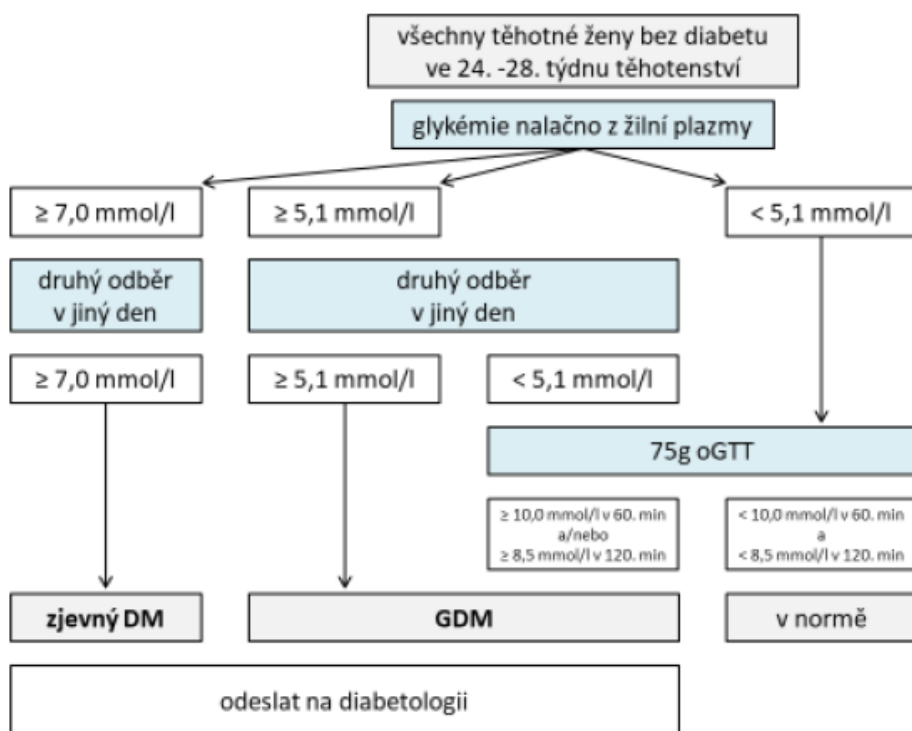 všechny těhotné ženy bez diabetu
ve 24. -28. týdnu těhotenství
glykémie nalačno z žilní plazmy
≥ 7,0 mmol/l
≥ 5,1 mmol/l
< 5,1 mmol/l
druhý odběr
v jiný den
druhý odběr
v jiný den
≥ 7,0 mmol/l
≥ 5,1 mmol/l
< 5,1 mmol/l
75g oGTT
≥ 10,0 mmol/l v 60. min
a/nebo
≥ 8,5 mmol/l v 120. min
< 10,0 mmol/l v 60. min
a
< 8,5 mmol/l v 120. min
zjevný DM
GDM
v normě
odeslat na diabetologii